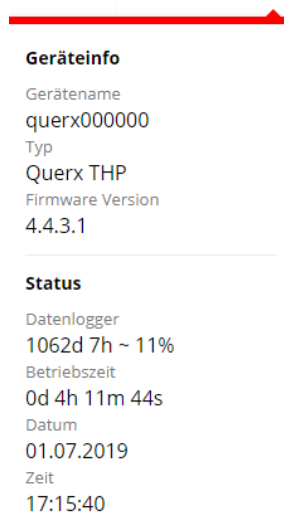 Geräteinfo
Gerätename
querx000000
Typ
Querx THP
Firmware Version
4.4.3.1
Status
Datenlogger
1062d 7h ~ 11%
Betriebszeit
0d 4h 11m 44s
Datum
01.07.2019
Zeit
17:15:40